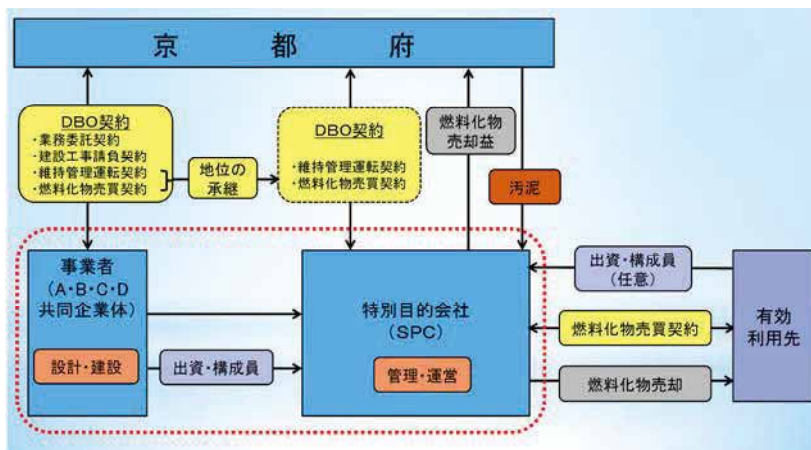 京都府
DBO契約
・業務委託契約
・建設工事請負契約
・維持管理運転契約
・燃料化物売買契約
地位の
承継
DBO契約
・維持管理運転契約
・燃料化物売買契約
燃料化物
売却益
汚泥
事業者
(A・B・C・D
共同企業体)
設計・建設
出資・構成員
特別目的会社
(SPC)
管理・運営
出資・構成員
(任意)
燃料化物売買契約
燃料化物売却
有効
利用先